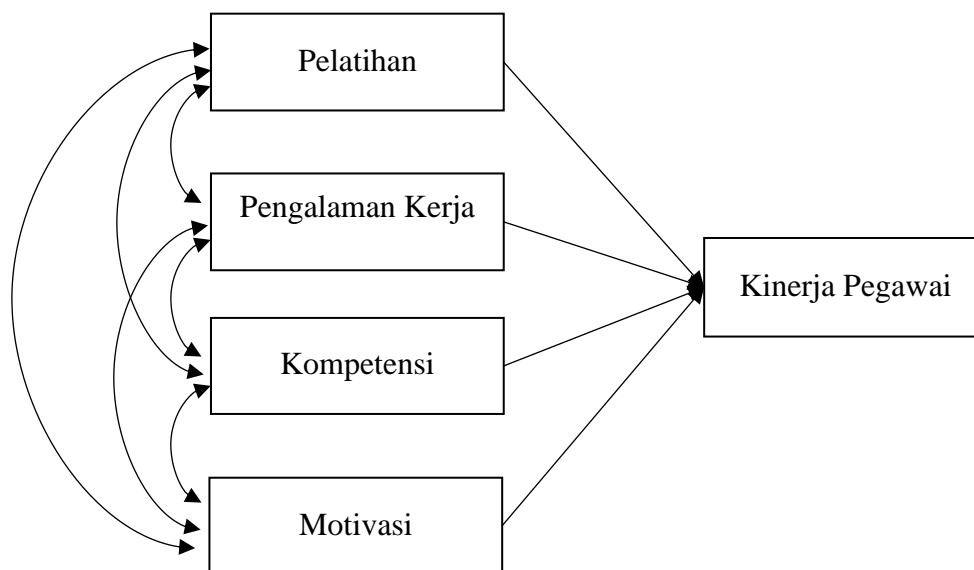 Pelatihan
Pengalaman Kerja
Kinerja Pegawai
Kompetensi
Motivasi